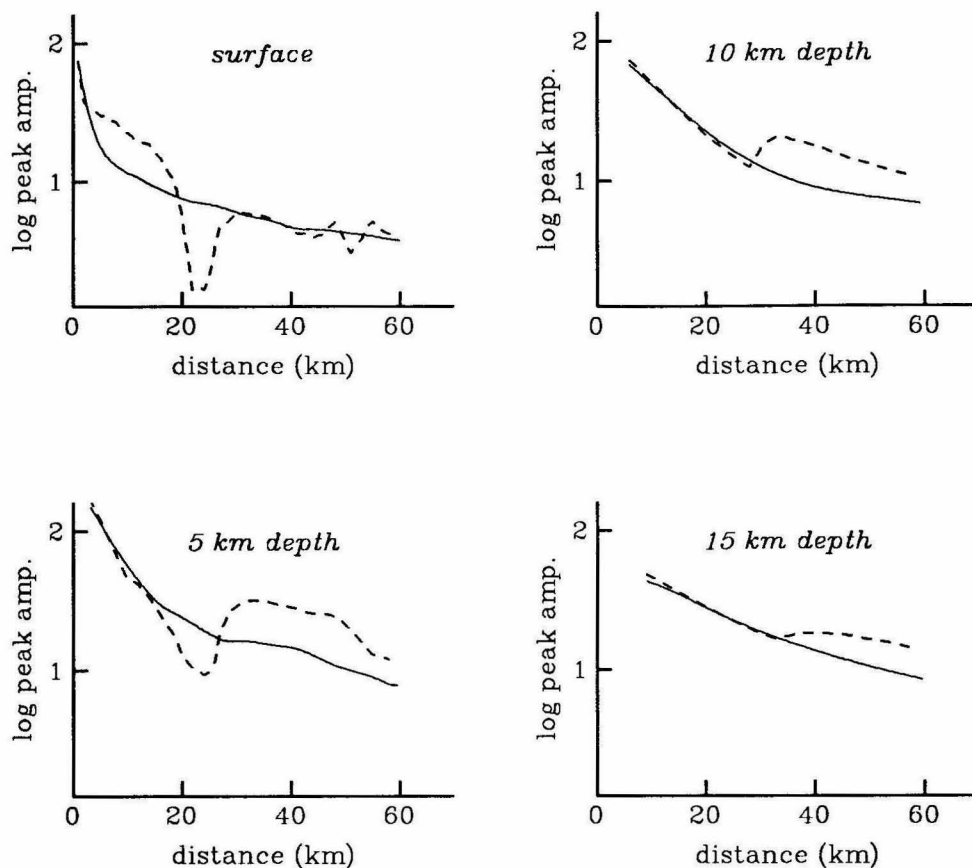 surface
log peak amp.
2
1
0 20 40 60
distance (km)
10 km depth
log peak amp.
2
1
0 20 40 60
distance (km)
5 km depth
log peak amp.
2
1
0 20 40 60
distance (km)
15 km depth
log peak amp.
2
1
0 20 40 60
distance (km)